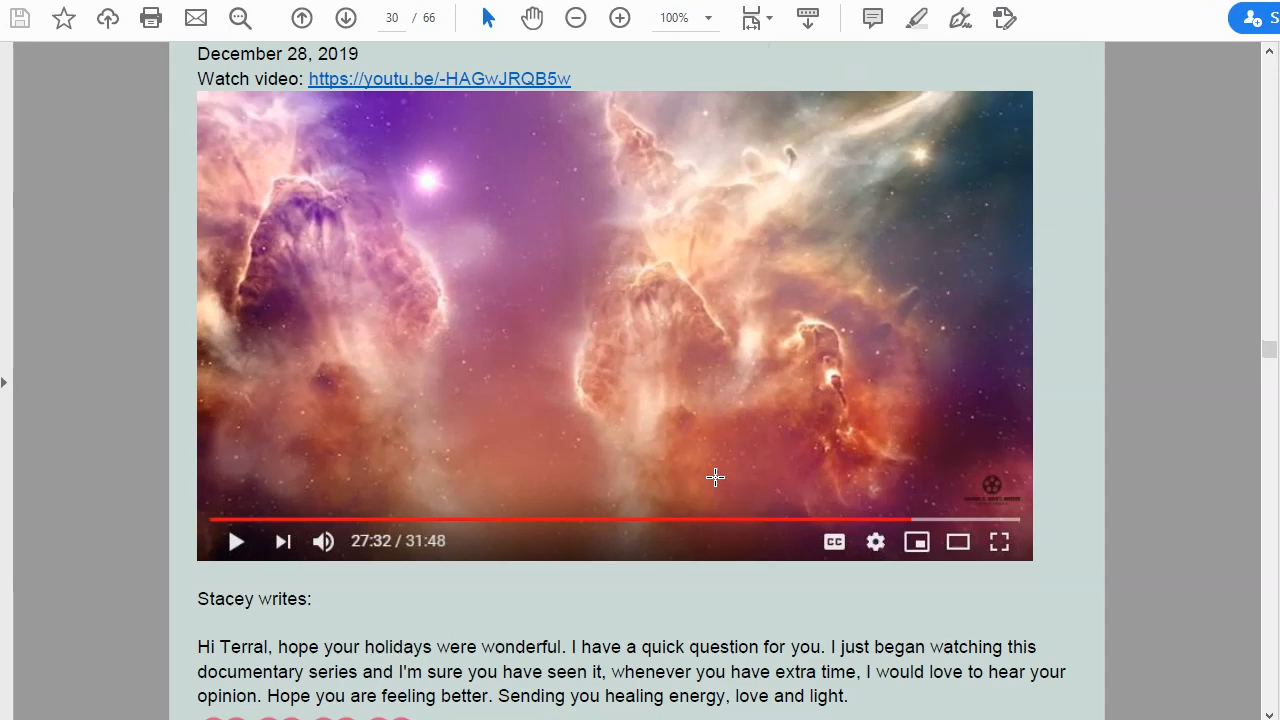 30 / 66
100%
S
December 28, 2019
Watch video: https://youtu.be/-HAGwJRQB5w
27:32 / 31:48
CC
Stacey writes:
Hi Terral, hope your holidays were wonderful. I have a quick question for you. I just began watching this
documentary series and I'm sure you have seen it, whenever you have extra time, I would love to hear your
opinion. Hope you are feeling better. Sending you healing energy, love and light.